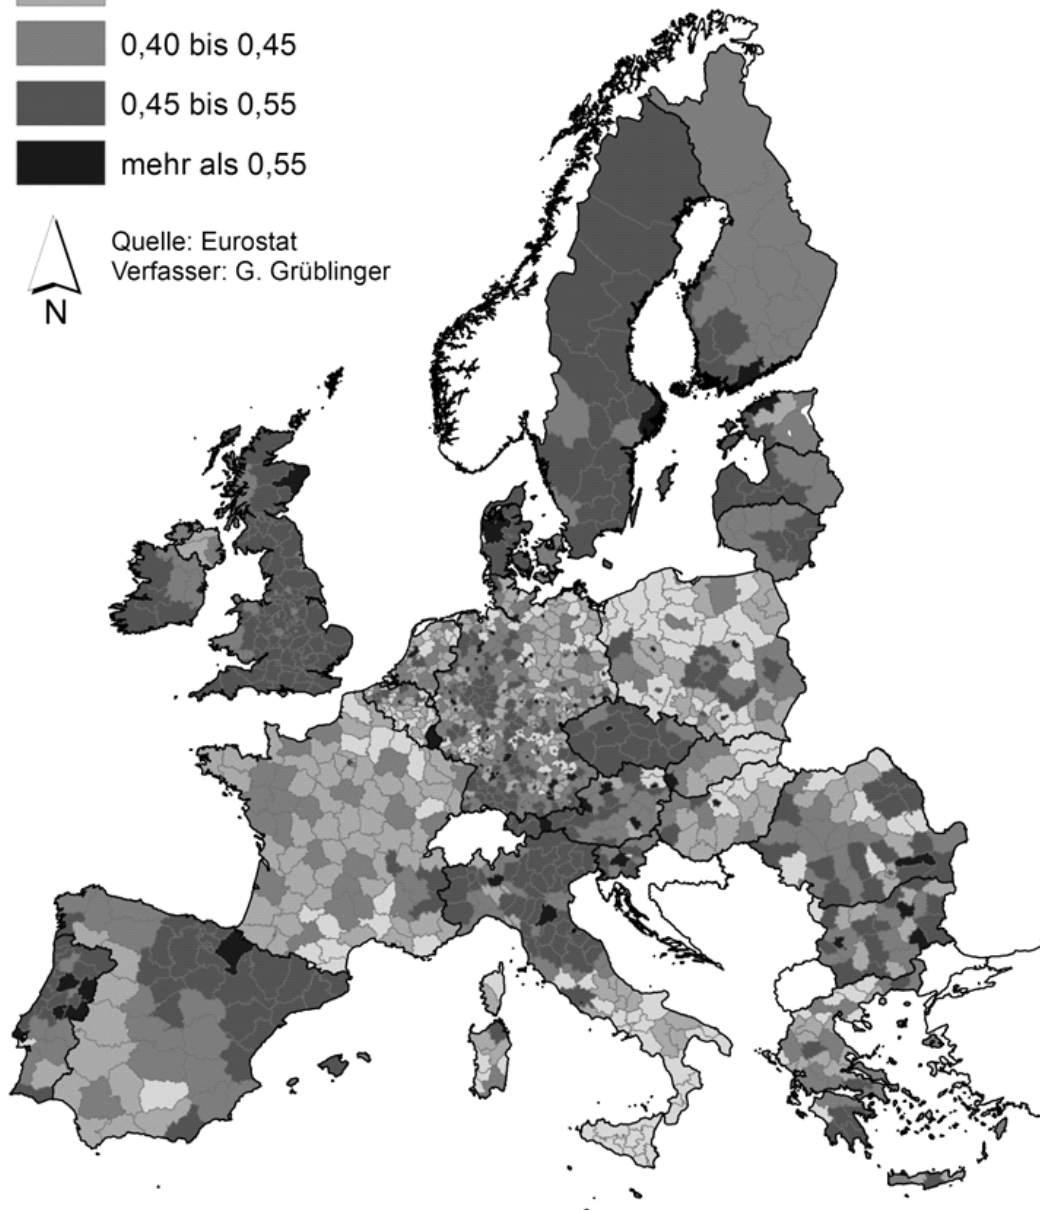 0,40 bis 0,45
0,45 bis 0,55
mehr als 0,55
Quelle: Eurostat
Verfasser: G. Grüblinger
N